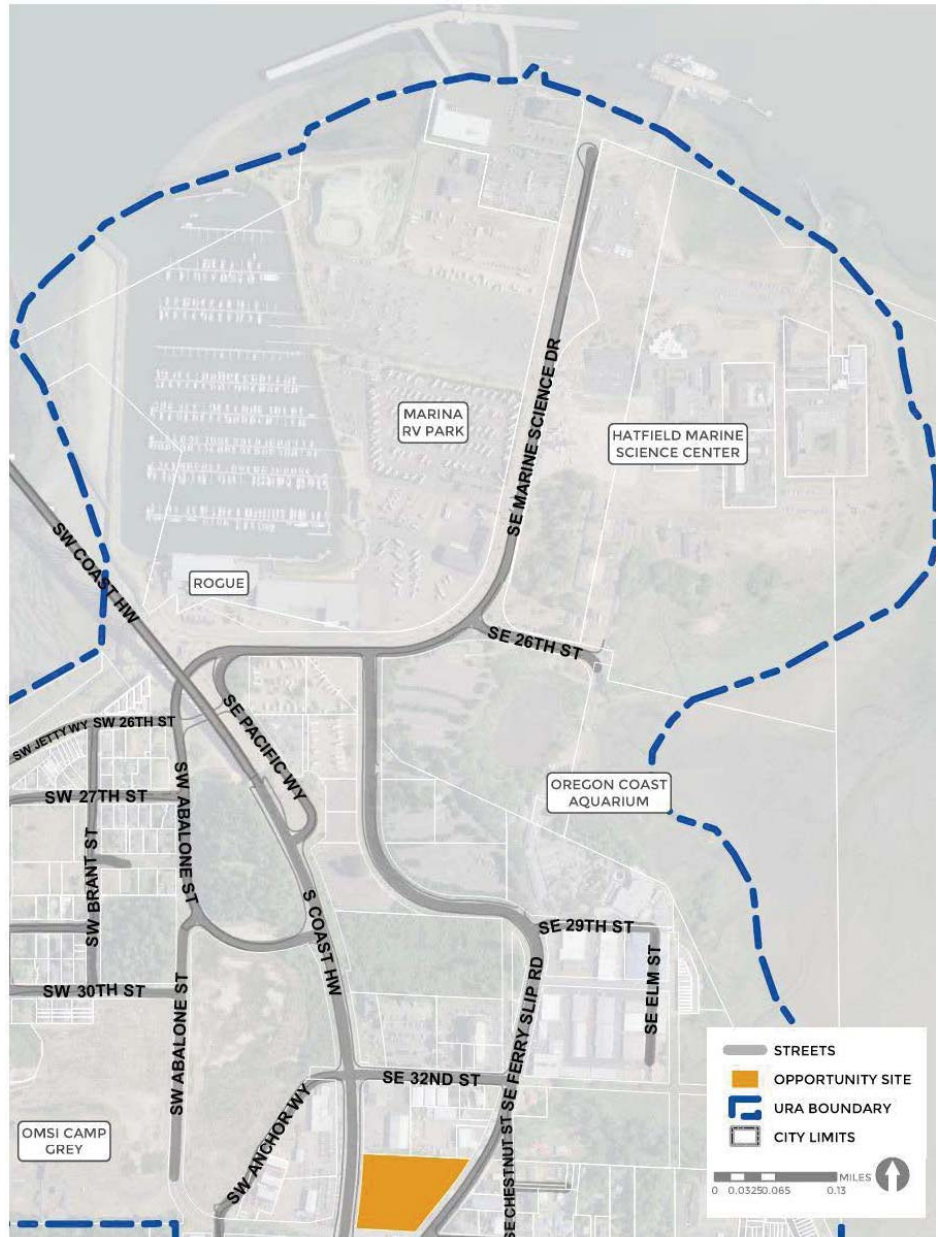 MARINA
RV PARK
SE MARINE SCIENCE DR
HATFIELD MARINE
SCIENCE CENTER
SW COAST HW
ROGUE
SE 26TH ST
SE PACIFIC WY
SW JETTY WY
SW 26TH ST
SW 27TH ST
SW BRANT ST
SW ABALONE ST
OREGON COAST
AQUARIUM
S COAST HW
SE 29TH ST
SE ELM ST
SW 30TH ST
SW ABALONE ST
SE FERRY SLIP RD
SE 32ND ST
SW ANCHOR WY
OMSI CAMP
GREY
SE CHESTNUT ST
STREETS
OPPORTUNITY SITE
URA BOUNDARY
CITY LIMITS
MILES
0 0.03250.065 0.13